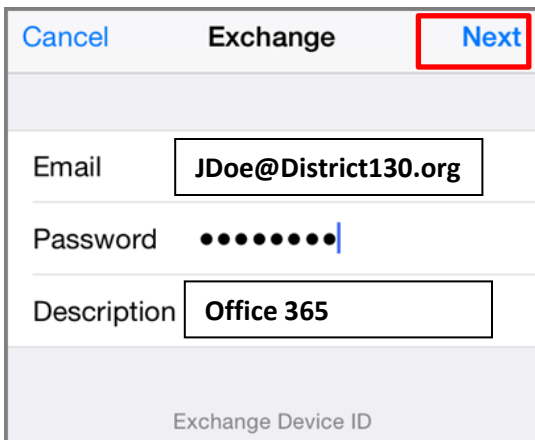 Cancel Exchange Next
Email JDoe@District130.org
Password ••••••••
Description Office 365
Exchange Device ID